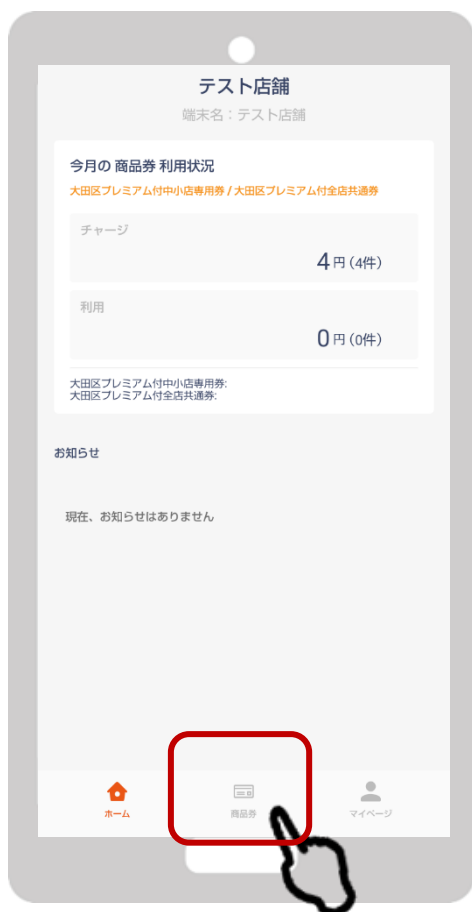 テスト店舗
端末名：テスト店舗
今月の 商品券 利用状況
大田区プレミアム付中小店専用券 / 大田区プレミアム付全店共通券
チャージ
4 円 (4件)
利用
0 円 (0件)
大田区プレミアム付中小店専用券:
大田区プレミアム付全店共通券:
お知らせ
現在、お知らせはありません
ホーム 商品券 マイページ